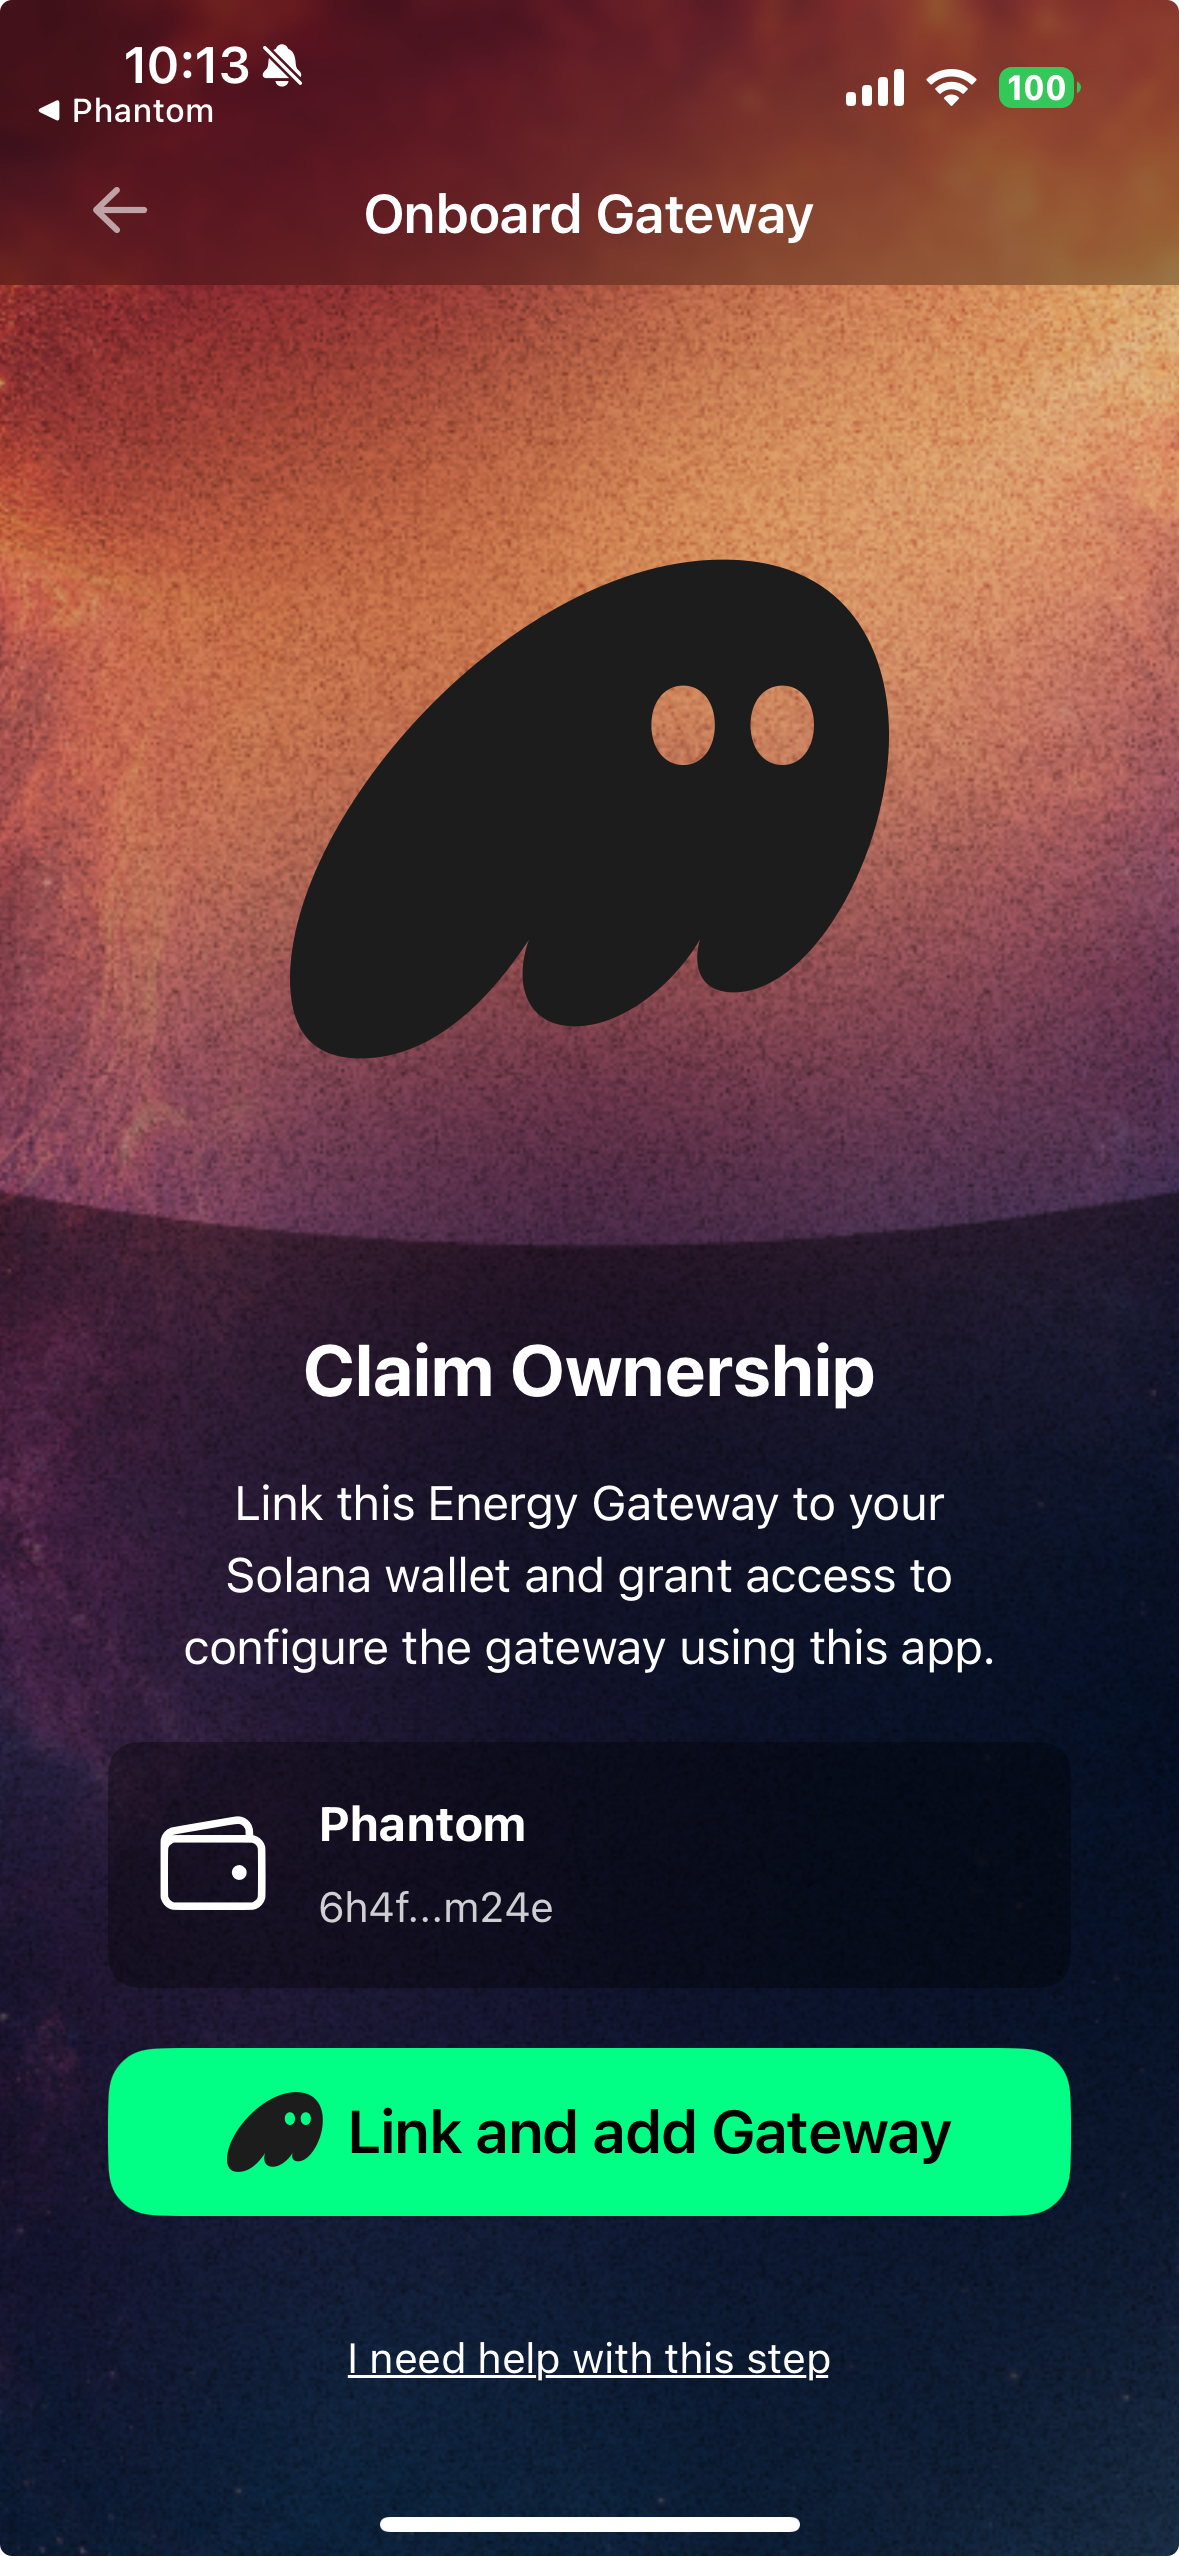 10:13
Phantom
100
Onboard Gateway
Claim Ownership
Link this Energy Gateway to your
Solana wallet and grant access to
configure the gateway using this app.
Phantom
6h4f...m24e
Link and add Gateway
I need help with this step